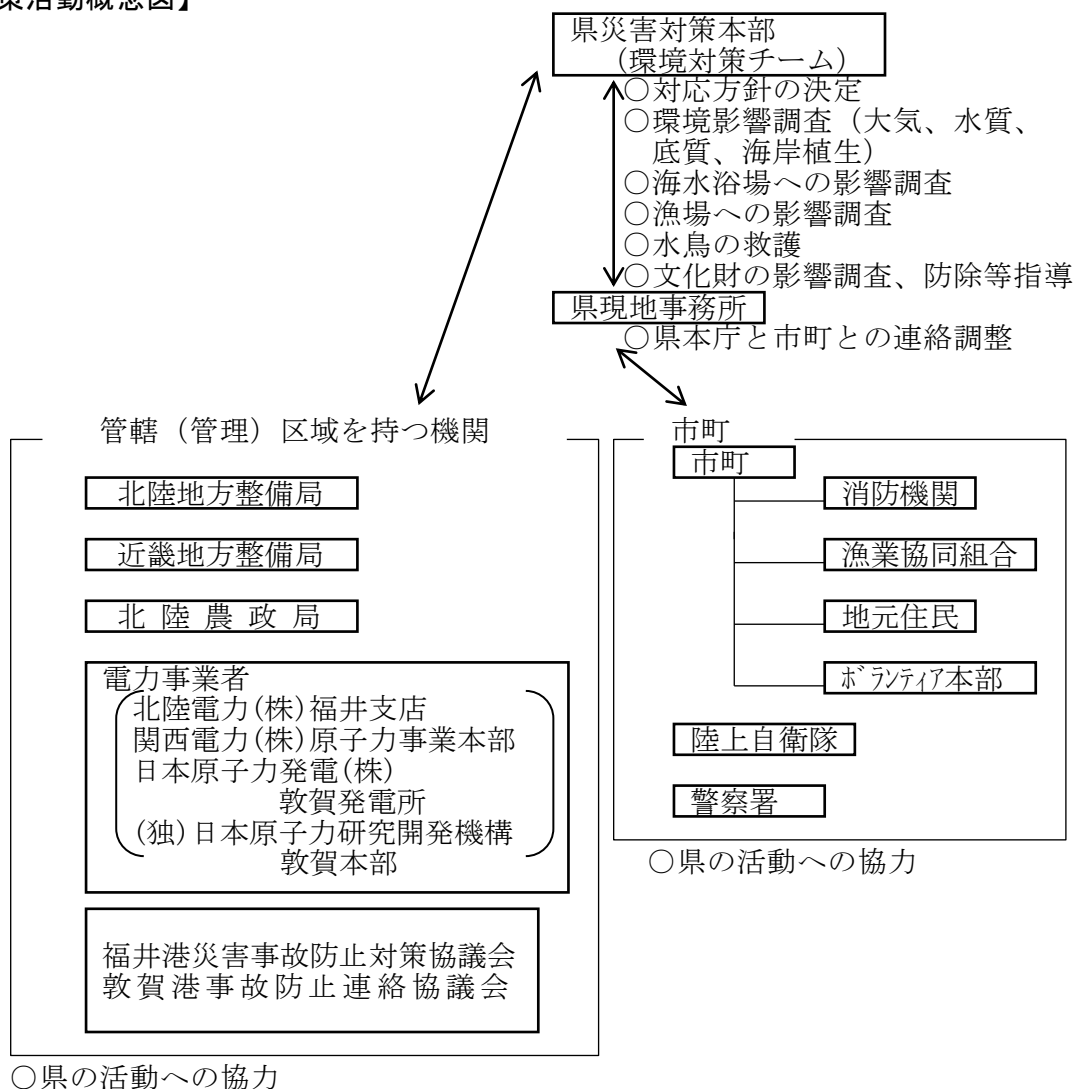 策活動概念図】
県災害対策本部
(環境対策チーム)
○対応方針の決定
○環境影響調査(大気、水質、
底質、海岸植生)
○海水浴場への影響調査
○漁場への影響調査
○水鳥の救護
○文化財の影響調査、防除等指導
県現地事務所
○県本庁と市町との連絡調整
管轄(管理)区域を持つ機関
北陸地方整備局
近畿地方整備局
北陸農政局
電力事業者
北陸電力(株)福井支店
関西電力(株)原子力事業本部
日本原子力発電(株)
敦賀発電所
(独)日本原子力研究開発機構
敦賀本部
福井港災害事故防止対策協議会
敦賀港事故防止連絡協議会
○県の活動への協力
市町
市町
消防機関
漁業協同組合
地元住民
ボランティア本部
陸上自衛隊
警察署
○県の活動への協力